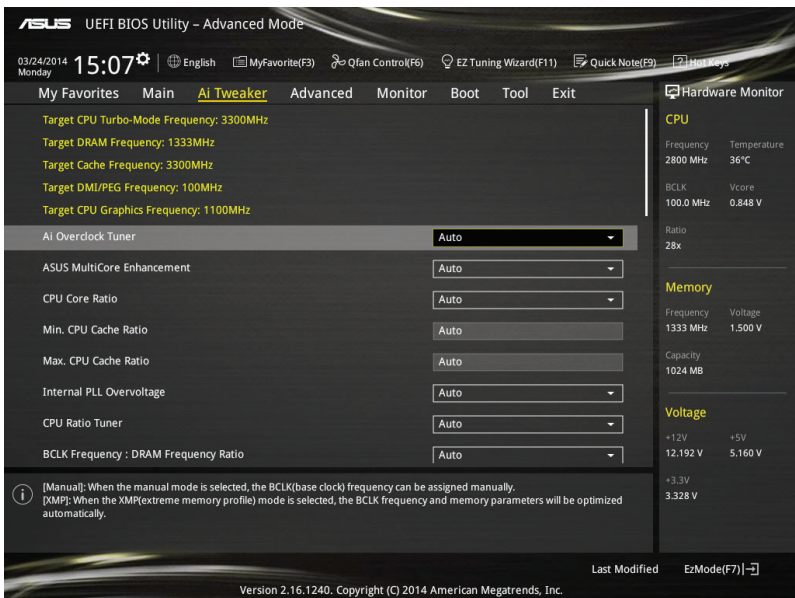 ASUS UEFI BIOS Utility – Advanced Mode
03/24/2014
Monday
15:07
English
MyFavorite(F3)
Qfan Control(F6)
EZ Tuning Wizard(F11)
Quick Note(F9)
Hot Keys
My Favorites Main Ai Tweaker Advanced Monitor Boot Tool Exit
Target CPU Turbo-Mode Frequency: 3300MHz
Target DRAM Frequency: 1333MHz
Target Cache Frequency: 3300MHz
Target DMI/PEG Frequency: 100MHz
Target CPU Graphics Frequency: 1100MHz
Ai Overclock Tuner Auto
ASUS MultiCore Enhancement Auto
CPU Core Ratio Auto
Min. CPU Cache Ratio Auto
Max. CPU Cache Ratio Auto
Internal PLL Overvoltage Auto
CPU Ratio Tuner Auto
BCLK Frequency : DRAM Frequency Ratio Auto
[Manual]: When the manual mode is selected, the BCLK(base clock) frequency can be assigned manually.
[XMP]: When the XMP(extreme memory profile) mode is selected, the BCLK frequency and memory parameters will be optimized
automatically.
Hardware Monitor
CPU
Frequency Temperature
2800 MHz 36°C
BCLK Vcore
100.0 MHz 0.848 V
Ratio
28x
Memory
Frequency Voltage
1333 MHz 1.500 V
Capacity
1024 MB
Voltage
+12V +5V
12.192 V 5.160 V
+3.3V
3.328 V
Last Modified
EzMode(F7)
Version 2.16.1240. Copyright (C) 2014 American Megatrends, Inc.